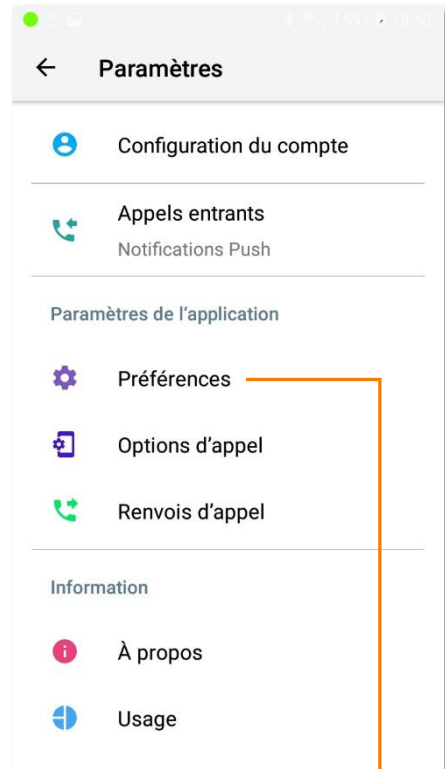 Paramètres
Configuration du compte
Appels entrants
Notifications Push
Paramètres de l'application
Préférences
Options d'appel
Renvois d'appel
Information
À propos
Usage